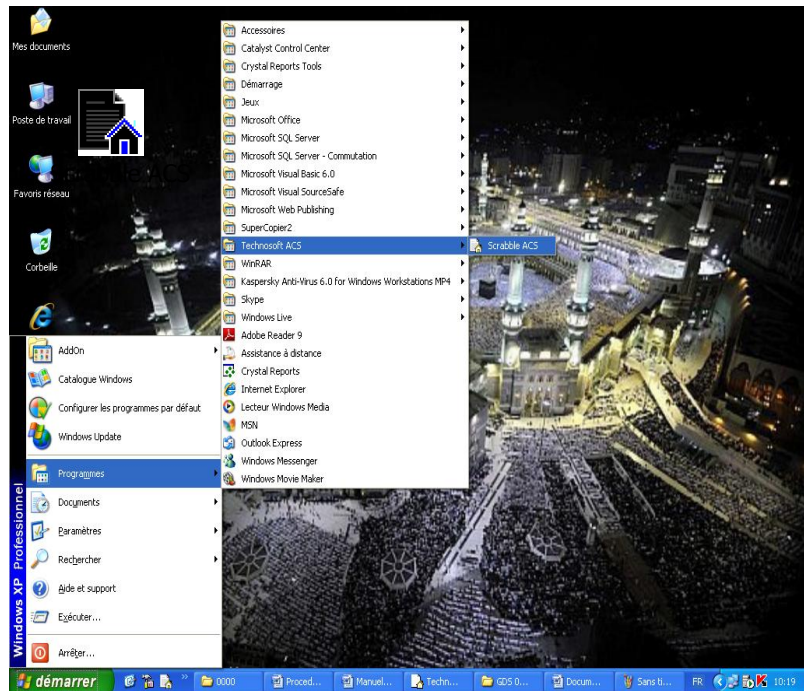 Mes documents
Poste de travail
Favoris réseau
Corbeille
Accessoires
Catalyst Control Center
Crystal Reports Tools
Démarrage
Jeux
Microsoft Office
Microsoft SQL Server
Microsoft SQL Server - Commutation
Microsoft Visual Basic 6.0
Microsoft Visual SourceSafe
Microsoft Web Publishing
SuperCopier2
Technosoft ACS
WinRAR
Kaspersky Anti-Virus 6.0 for Windows Workstations MP4
Skype
Windows Live
Adobe Reader 9
Assistance à distance
Crystal Reports
Internet Explorer
Lecteur Windows Media
MSN
Outlook Express
Windows Messenger
Windows Movie Maker
Scrabble ACS
AddOn
Catalogue Windows
Configurer les programmes par défaut
Windows Update
Programmes
Documents
Paramètres
Rechercher
Aide et support
Exécuter...
Arrêter...
Windows XP Professionnel
démarrer
0000
Proced...
Manuel...
Techn...
GDS 0...
Docum...
Sans ti...
FR
10:19